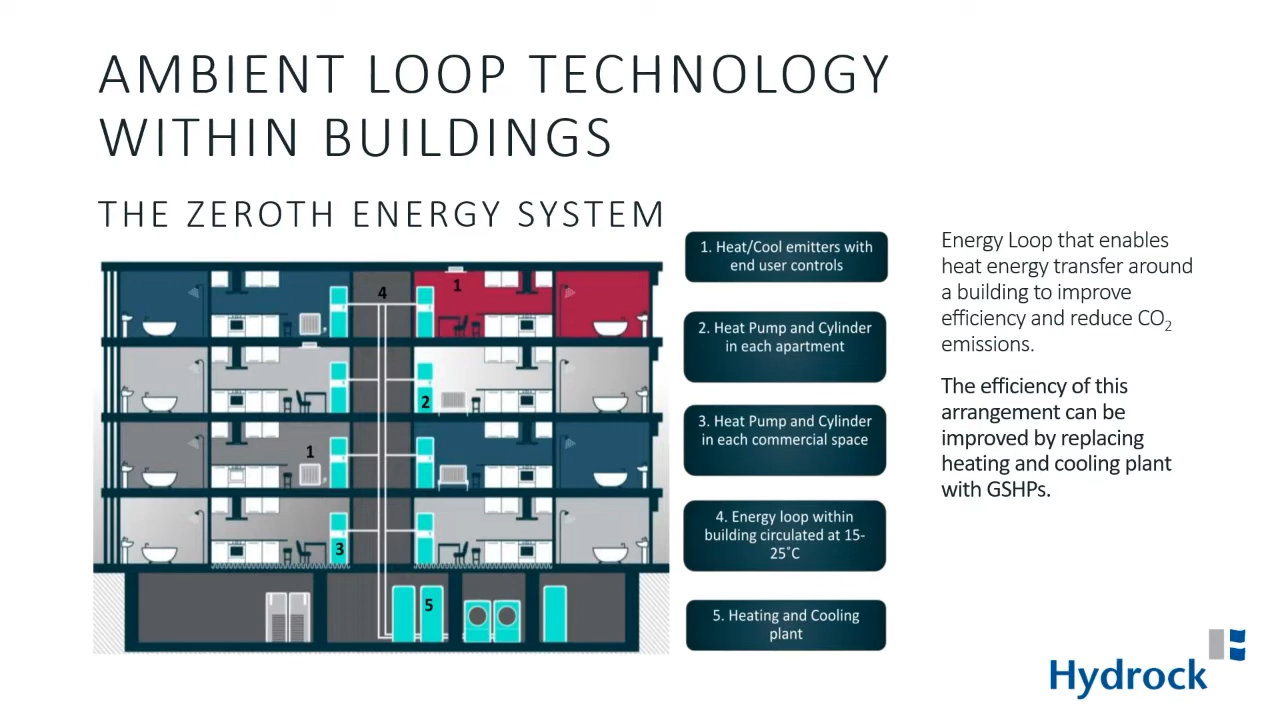 AMBIENT LOOP TECHNOLOGY
WITHIN BUILDINGS
THE ZEROTH ENERGY SYSTEM
4
1
2
1
3
5
1. Heat/Cool emitters with
end user controls
2. Heat Pump and Cylinder
in each apartment
3. Heat Pump and Cylinder
in each commercial space
4. Energy loop within
building circulated at 15-
25˚C
5. Heating and Cooling
plant
Energy Loop that enables
heat energy transfer around
a building to improve
efficiency and reduce CO₂
emissions.
The efficiency of this
arrangement can be
improved by replacing
heating and cooling plant
with GSHPs.
Hydrock